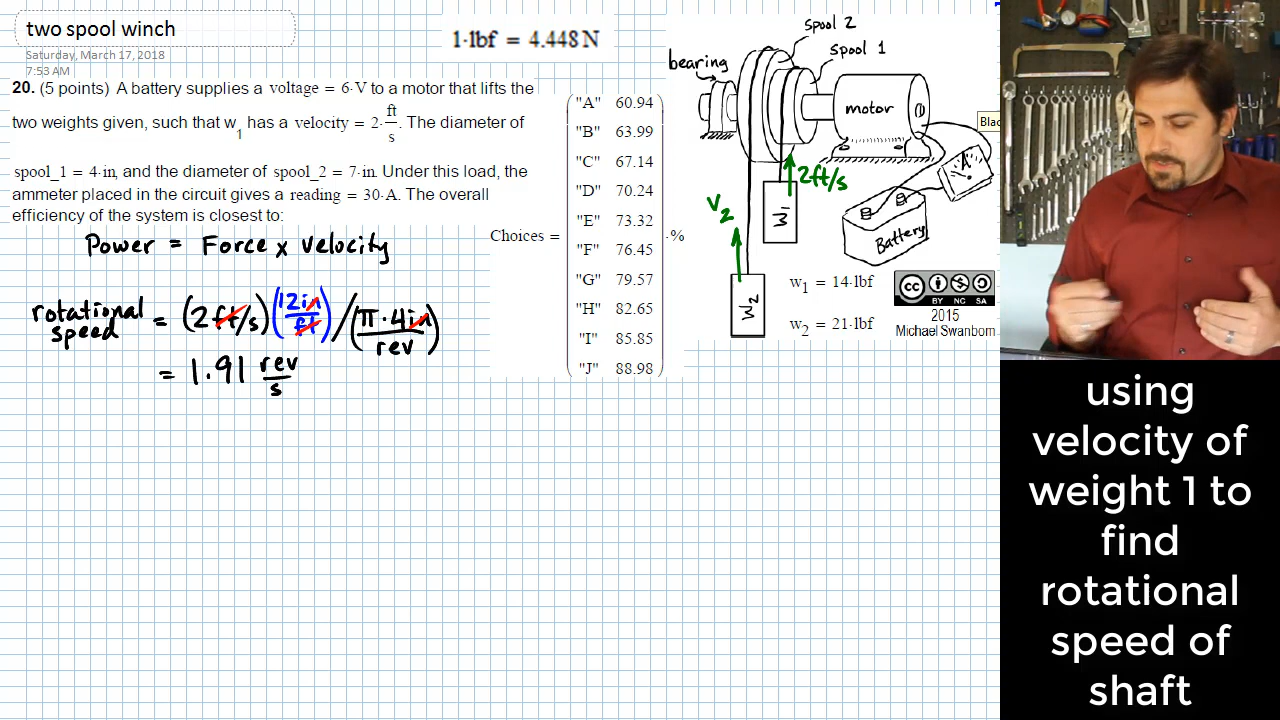 two spool winch
Saturday, March 17, 2018
7:53 AM
1·lbf = 4.448 N
20. (5 points) A battery supplies a voltage = 6·V to a motor that lifts the
two weights given, such that w1 has a velocity = 2·ft/s. The diameter of
spool_1 = 4·in, and the diameter of spool_2 = 7·in. Under this load, the
ammeter placed in the circuit gives a reading = 30·A. The overall
efficiency of the system is closest to:
Choices =
"A" 60.94
"B" 63.99
"C" 67.14
"D" 70.24
"E" 73.32
"F" 76.45
"G" 79.57
"H" 82.65
"I" 85.85
"J" 88.98
·%
Power = Force x Velocity
rotational speed = (2 ft/s)(12in/ft)/(π·4in/rev)
= 1.91 rev/s
spool 2
spool 1
bearing
motor
A
Blac
2ft/s
V2
W1
W2
Battery
w1 = 14·lbf
w2 = 21·lbf
cc
BY NC SA
2015
Michael Swanbom
using
velocity of
weight 1 to
find
rotational
speed of
shaft